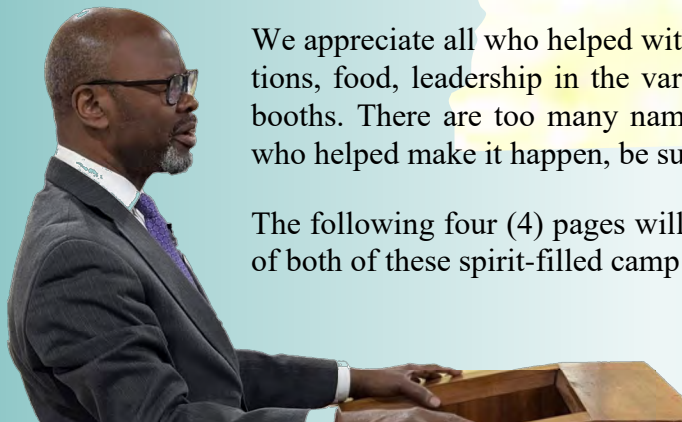 We appreciate all who helped wit
tions, food, leadership in the var
booths. There are too many nam
who helped make it happen, be su
The following four (4) pages will
of both of these spirit-filled camp